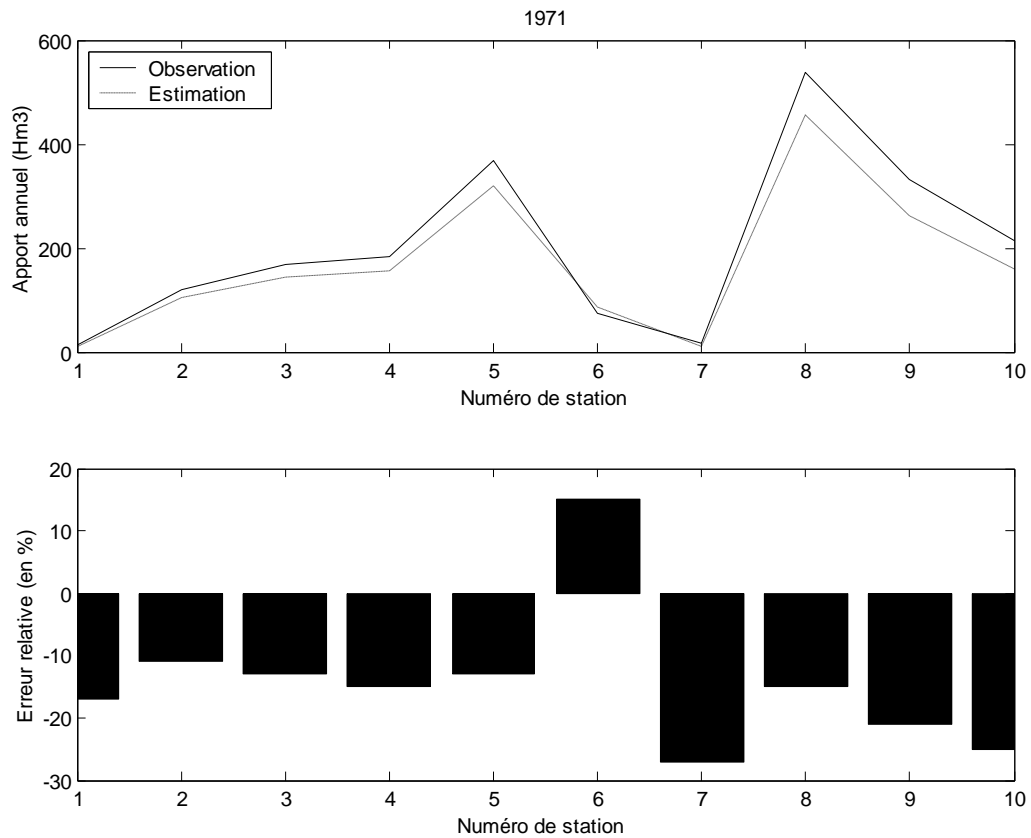 1971
600
400
200
0
Apport annuel (Hm3)
Observation
Estimation
1 2 3 4 5 6 7 8 9 10
Numéro de station
20
10
0
-10
-20
-30
Erreur relative (en %)
1 2 3 4 5 6 7 8 9 10
Numéro de station